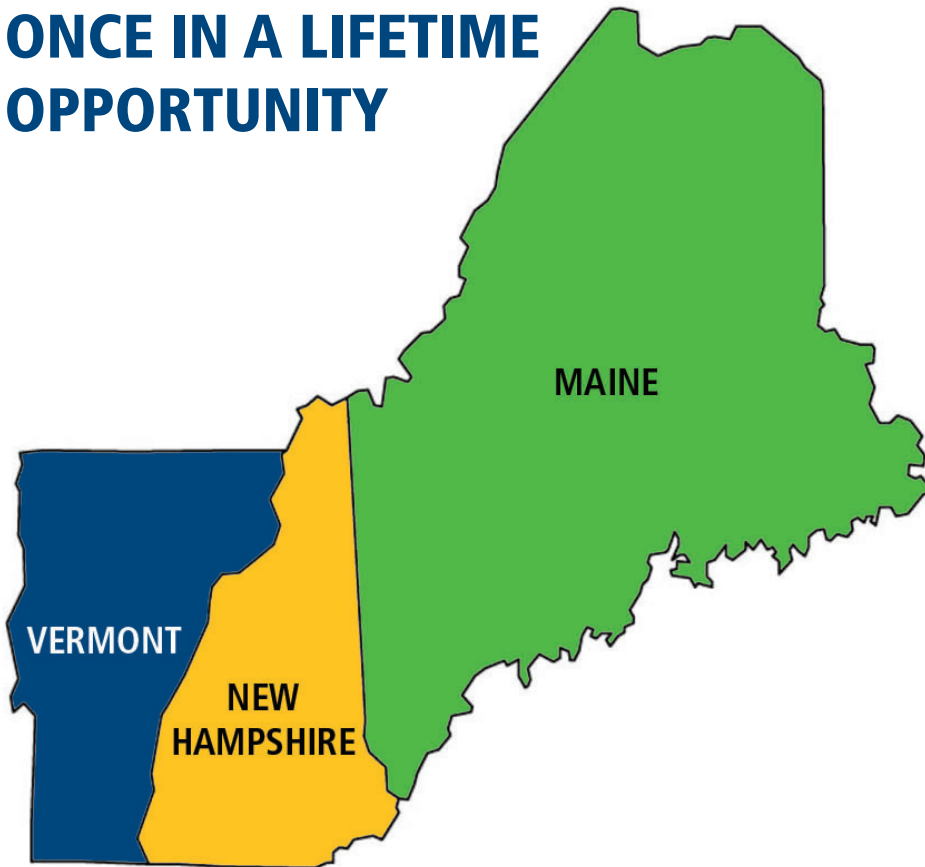 ONCE IN A LIFETIME
OPPORTUNITY
MAINE
VERMONT
NEW
HAMPSHIRE